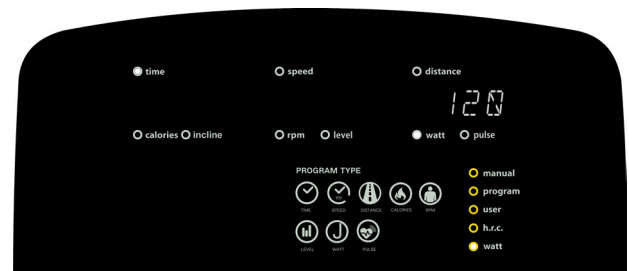 time speed distance
120
calories incline rpm level watt pulse
PROGRAM TYPE
manual
program
user
h.r.c.
watt
TIME SPEED DISTANCE CALORIES RPM
LEVEL WATT PULSE